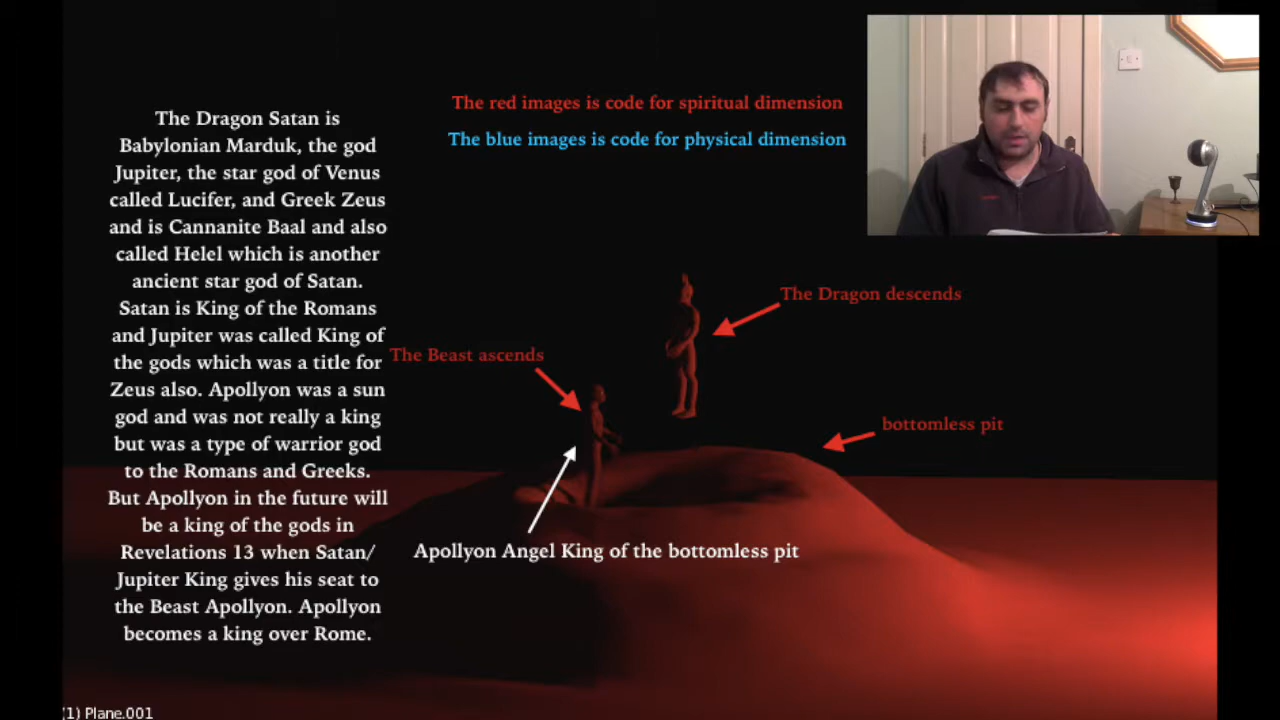 The red images is code for spiritual dimension
The blue images is code for physical dimension
The Dragon Satan is
Babylonian Marduk, the god
Jupiter, the star god of Venus
called Lucifer, and Greek Zeus
and is Cannanite Baal and also
called Helel which is another
ancient star god of Satan.
Satan is King of the Romans
and Jupiter was called King of
the gods which was a title for
Zeus also. Apollyon was a sun
god and was not really a king
but was a type of warrior god
to the Romans and Greeks.
But Apollyon in the future will
be a king of the gods in
Revelations 13 when Satan/
Jupiter King gives his seat to
the Beast Apollyon. Apollyon
becomes a king over Rome.
The Dragon descends
The Beast ascends
bottomless pit
Apollyon Angel King of the bottomless pit
(1) Plane.001